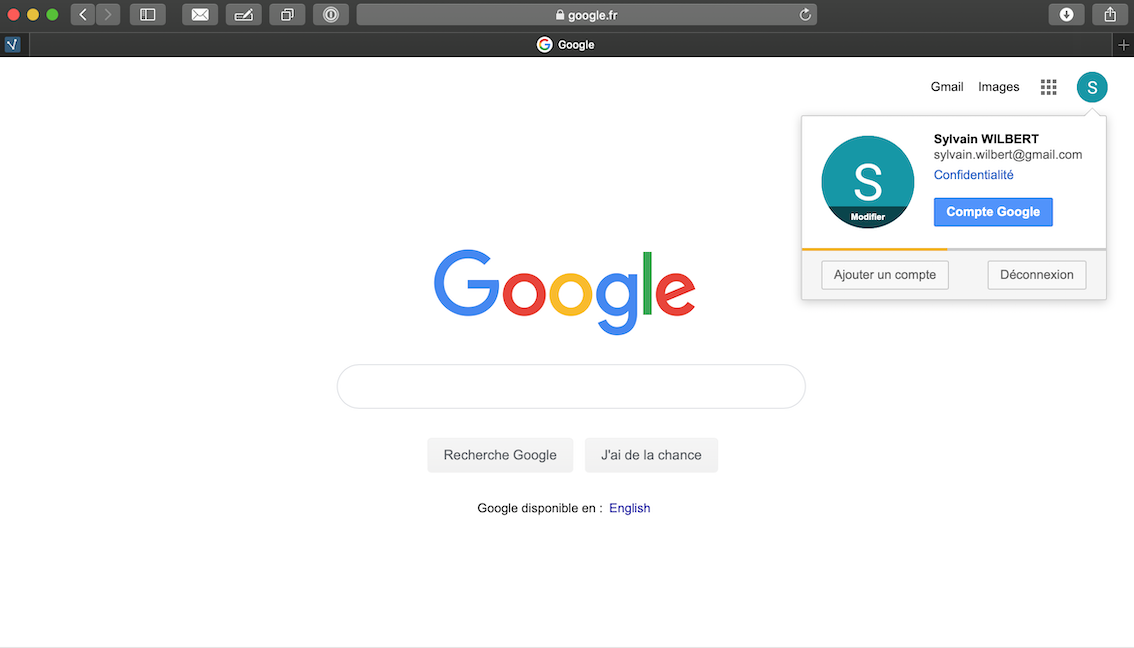 google.fr
Google
Gmail Images
S
Sylvain WILBERT
sylvain.wilbert@gmail.com
Confidentialité
S
Modifier
Compte Google
Ajouter un compte Déconnexion
Google
Recherche Google J'ai de la chance
Google disponible en : English